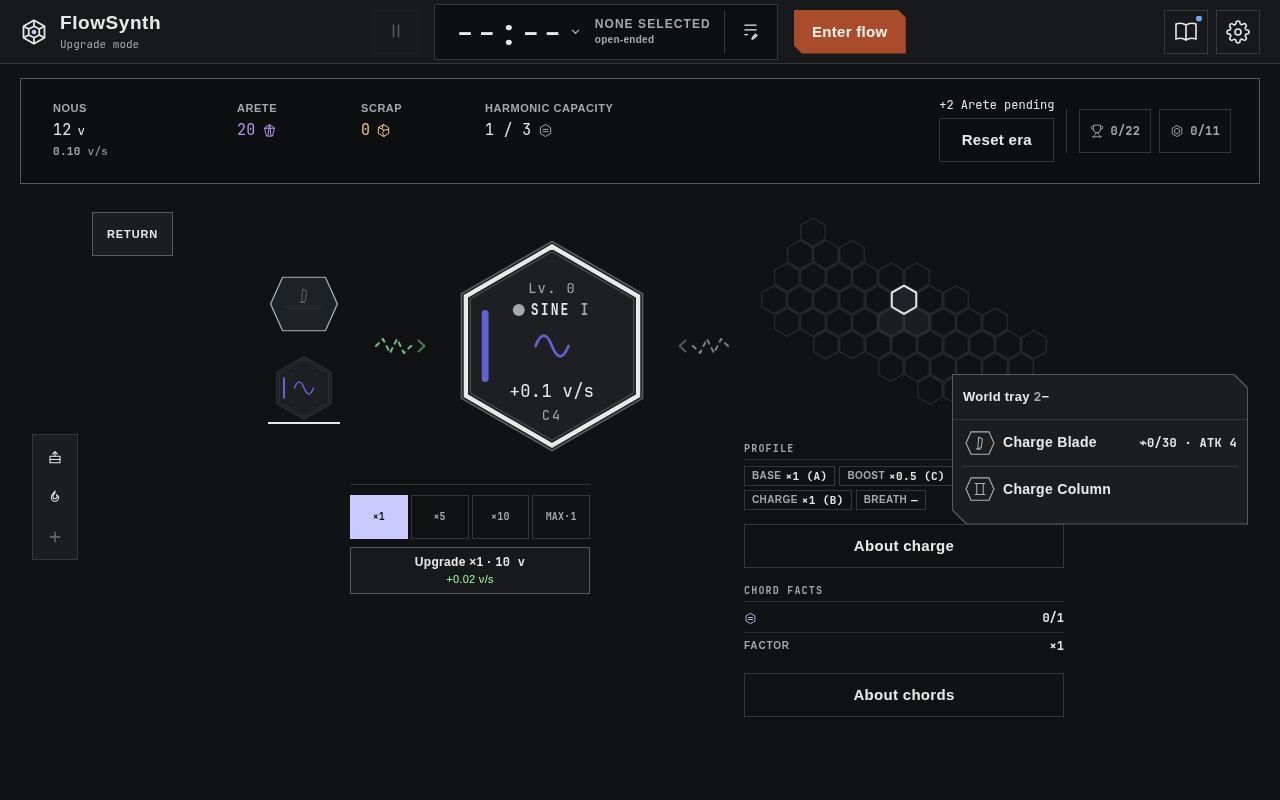 FlowSynth
Upgrade mode
– – : – –
NONE SELECTED
open-ended
Enter flow
NOUS
12 v
0.10 v/s
ARETE
20
SCRAP
0
HARMONIC CAPACITY
1 / 3
+2 Arete pending
Reset era
0/22
0/11
RETURN
Lv. 0
SINE I
+0.1 v/s
C4
×1
×5
×10
MAX·1
Upgrade ×1 · 10 v
+0.02 v/s
PROFILE
BASE ×1 (A)
BOOST ×0.5 (C)
CHARGE ×1 (B)
BREATH —
About charge
CHORD FACTS
0/1
FACTOR ×1
About chords
World tray 2–
Charge Blade ⌁0/30 · ATK 4
Charge Column